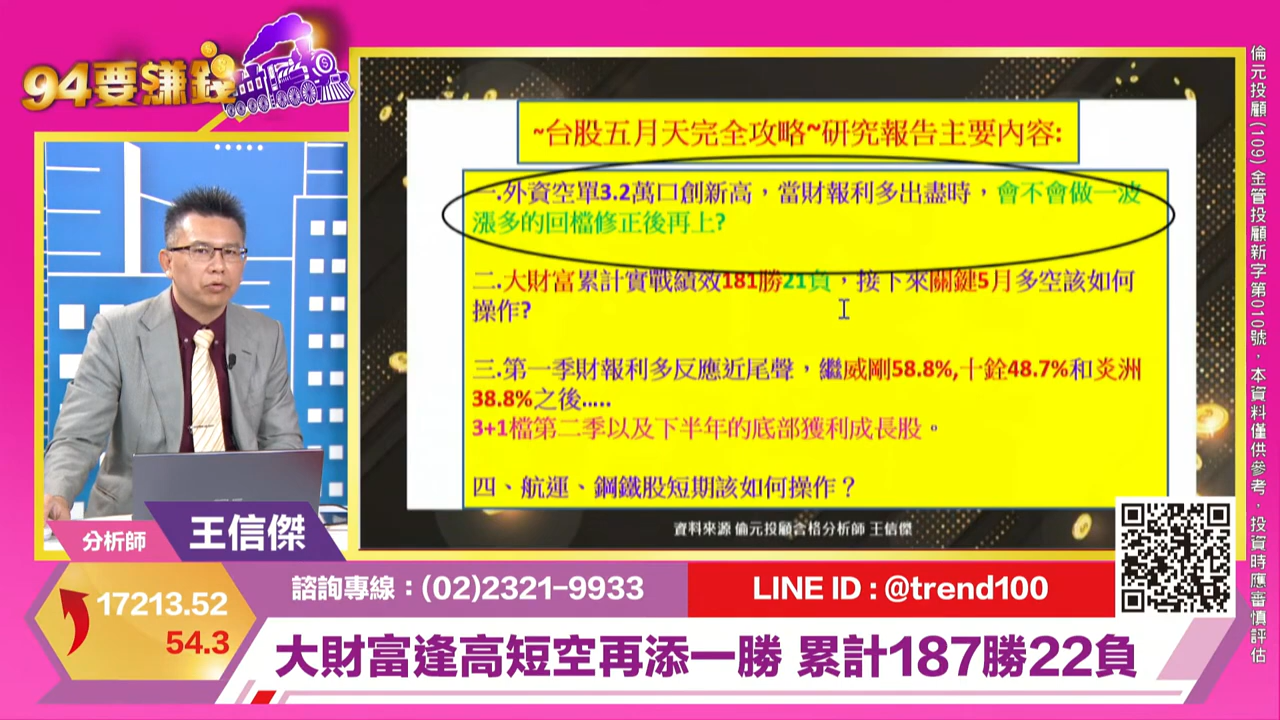 94要賺錢
~台股五月天完全攻略~研究報告主要內容:
一.外資空單3.2萬口創新高，當財報利多出盡時，會不會做一波
漲多的回檔修正後再上?
二.大財富累計實戰績效181勝21負，接下來關鍵5月多空該如何
操作?
三.第一季財報利多反應近尾聲，繼威剛58.8%,十銓48.7%和炎洲
38.8%之後.....
3+1檔第二季以及下半年的底部獲利成長股。
四、航運、鋼鐵股短期該如何操作？
資料來源 倫元投顧合格分析師 王信傑
倫元投顧(109)金管投顧新字第010號，本資料僅供參考，投資時應審慎評估
分析師
王信傑
諮詢專線：(02)2321-9933
LINE ID : @trend100
17213.52
54.3
大財富逢高短空再添一勝 累計187勝22負